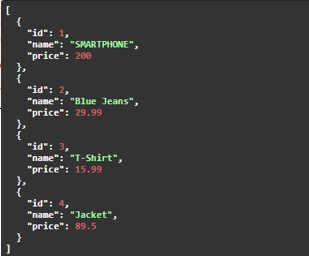 [
  {
    "id": 1,
    "name": "SMARTPHONE",
    "price": 200
  },
  {
    "id": 2,
    "name": "Blue Jeans",
    "price": 29.99
  },
  {
    "id": 3,
    "name": "T-Shirt",
    "price": 15.99
  },
  {
    "id": 4,
    "name": "Jacket",
    "price": 89.5
  }
]